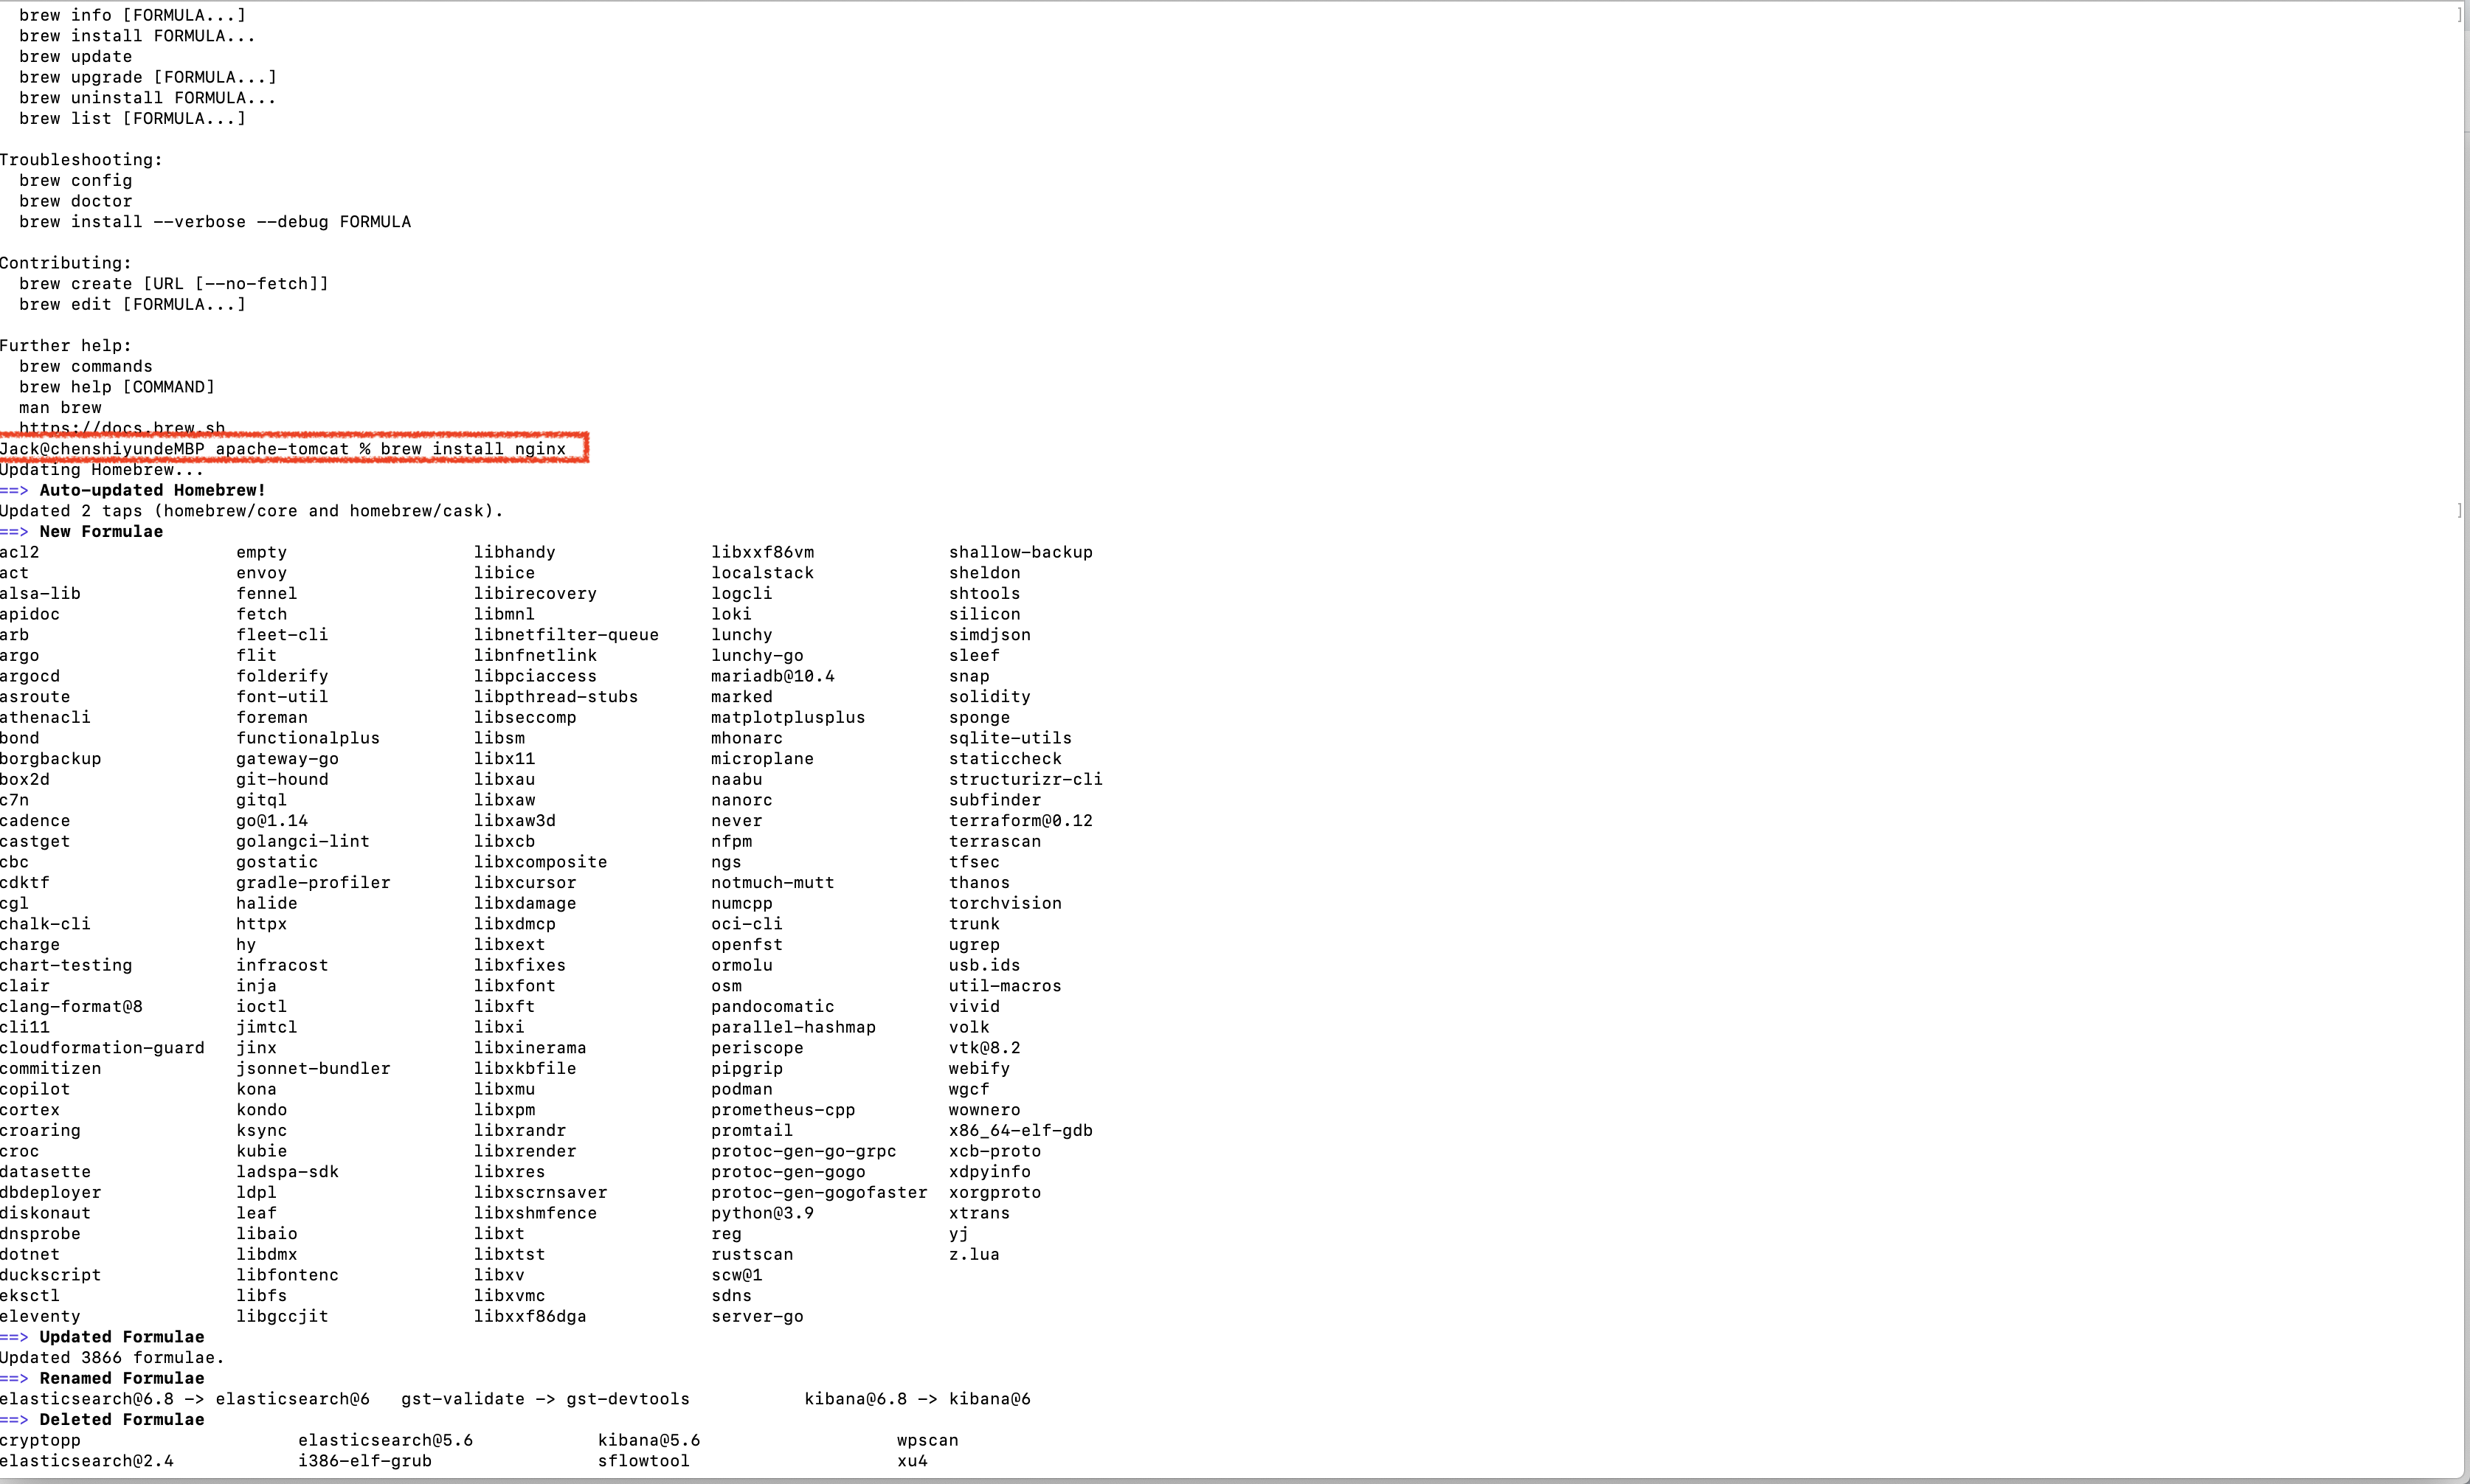 brew info [FORMULA...]
brew install FORMULA...
brew update
brew upgrade [FORMULA...]
brew uninstall FORMULA...
brew list [FORMULA...]
Troubleshooting:
brew config
brew doctor
brew install --verbose --debug FORMULA
Contributing:
brew create [URL [--no-fetch]]
brew edit [FORMULA...]
Further help:
brew commands
brew help [COMMAND]
man brew
https://docs.brew.sh
Jack@chenshiyundeMBP apache-tomcat % brew install nginx
Updating Homebrew...
==> Auto-updated Homebrew!
Updated 2 taps (homebrew/core and homebrew/cask).
==> New Formulae
acl2 empty libhandy libxxf86vm shallow-backup
act envoy libice localstack sheldon
alsa-lib fennel libirecovery logcli shtools
apidoc fetch libmnl loki silicon
arb fleet-cli libnetfilter-queue lunchy simdjson
argo flit libnfnetlink lunchy-go sleef
argocd folderify libpciaccess mariadb@10.4 snap
asroute font-util libpthread-stubs marked solidity
athenacli foreman libseccomp matplotplusplus sponge
bond functionalplus libsm mhonarc sqlite-utils
borgbackup gateway-go libx11 microplane staticcheck
box2d git-hound libxau naabu structurizr-cli
c7n gitql libxaw nanorc subfinder
cadence go@1.14 libxaw3d never terraform@0.12
castget golangci-lint libxcb nfpm terrascan
cbc gostatic libxcomposite ngs tfsec
cdktf gradle-profiler libxcursor notmuch-mutt thanos
cgl halide libxdamage numcpp torchvision
chalk-cli httpx libxdmcp oci-cli trunk
charge hy libxext openfst ugrep
chart-testing infracost libxfixes ormolu usb.ids
clair inja libxfont osm util-macros
clang-format@8 ioctl libxft pandocomatic vivid
cli11 jimtcl libxi parallel-hashmap volk
cloudformation-guard jinx libxinerama periscope vtk@8.2
commitizen jsonnet-bundler libxkbfile pipgrip webify
copilot kona libxmu podman wgcf
cortex kondo libxpm prometheus-cpp wownero
croaring ksync libxrandr promtail x86_64-elf-gdb
croc kubie libxrender protoc-gen-go-grpc xcb-proto
datasette ladspa-sdk libxres protoc-gen-gogo xdpyinfo
dbdeployer ldpl libxscrnsaver protoc-gen-gogofaster xorgproto
diskonaut leaf libxshmfence python@3.9 xtrans
dnsprobe libaio libxt reg yj
dotnet libdmx libxtst rustscan z.lua
duckscript libfontenc libxv scw@1
eksctl libfs libxvmc sdns
eleventy libgccjit libxxf86dga server-go
==> Updated Formulae
Updated 3866 formulae.
==> Renamed Formulae
elasticsearch@6.8 -> elasticsearch@6 gst-validate -> gst-devtools kibana@6.8 -> kibana@6
==> Deleted Formulae
cryptopp elasticsearch@5.6 kibana@5.6 wpscan
elasticsearch@2.4 i386-elf-grub sflowtool xu4